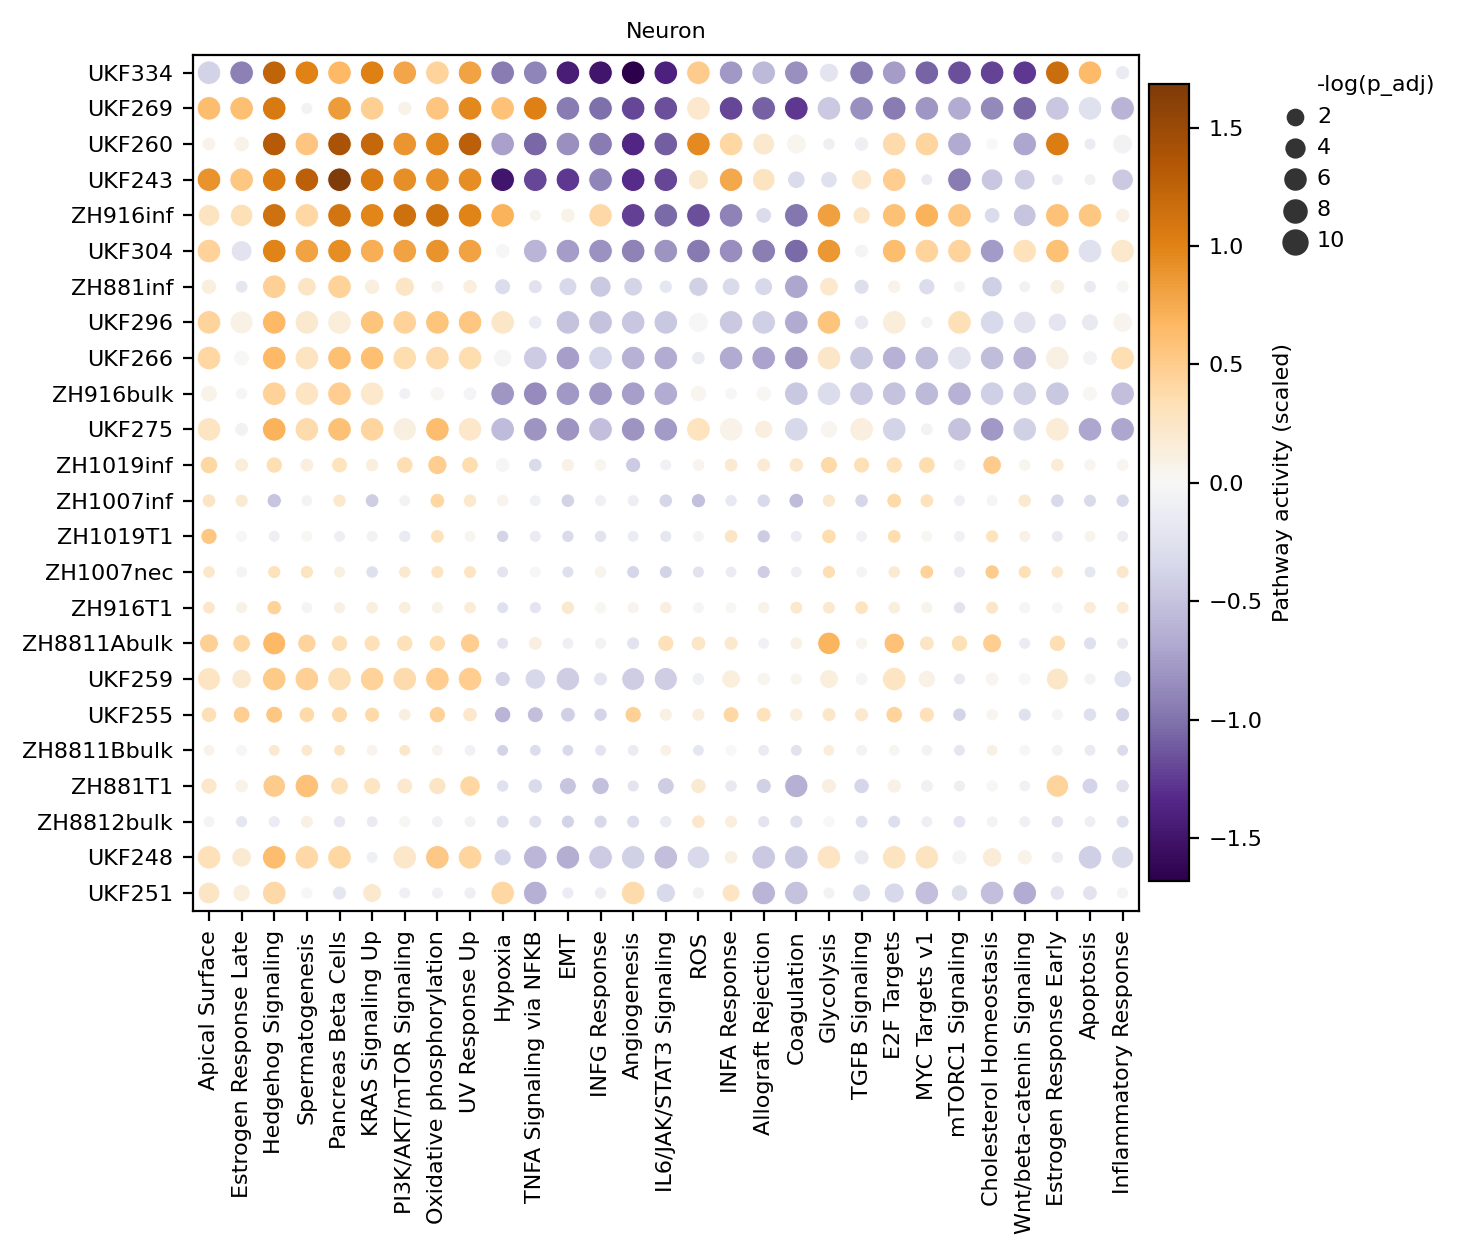 Neuron
UKF334
UKF269
UKF260
UKF243
ZH916inf
UKF304
ZH881inf
UKF296
UKF266
ZH916bulk
UKF275
ZH1019inf
ZH1007inf
ZH1019T1
ZH1007nec
ZH916T1
ZH8811Abulk
UKF259
UKF255
ZH8811Bbulk
ZH881T1
ZH8812bulk
UKF248
UKF251
Apical Surface
Estrogen Response Late
Hedgehog Signaling
Spermatogenesis
Pancreas Beta Cells
KRAS Signaling Up
PI3K/AKT/mTOR Signaling
Oxidative phosphorylation
UV Response Up
Hypoxia
TNFA Signaling via NFKB
EMT
INFG Response
Angiogenesis
IL6/JAK/STAT3 Signaling
ROS
INFA Response
Allograft Rejection
Coagulation
Glycolysis
TGFB Signaling
E2F Targets
MYC Targets v1
mTORC1 Signaling
Cholesterol Homeostasis
Wnt/beta-catenin Signaling
Estrogen Response Early
Apoptosis
Inflammatory Response
1.5
1.0
0.5
0.0
−0.5
−1.0
−1.5
Pathway activity (scaled)
-log(p_adj)
2
4
6
8
10